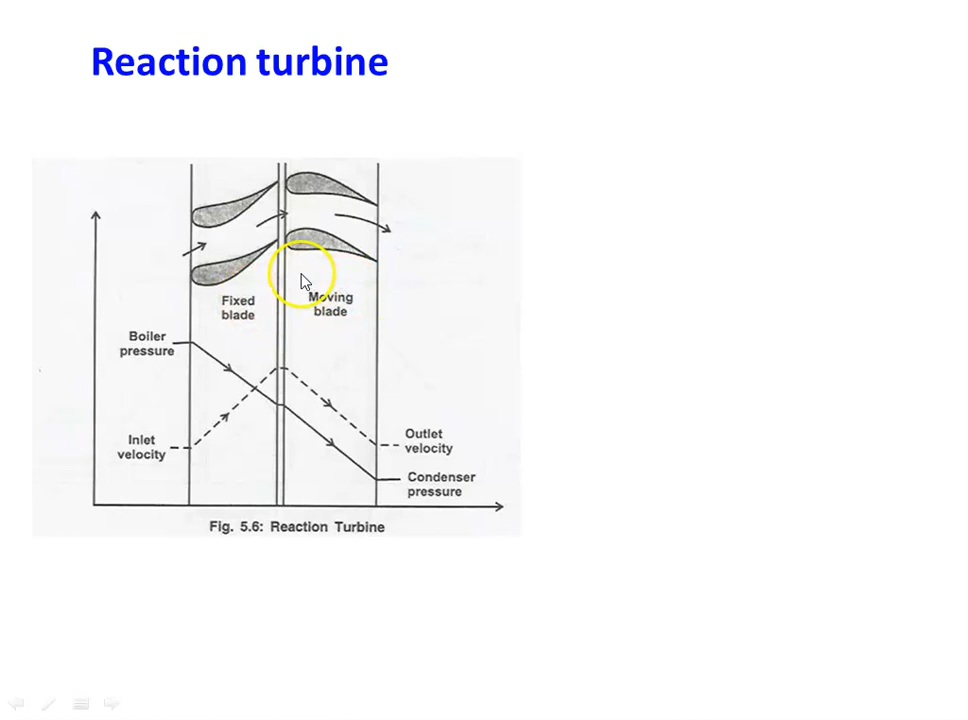 Reaction turbine
Fixed
blade
Moving
blade
Boiler
pressure
Inlet
velocity
Outlet
velocity
Condenser
pressure
Fig. 5.6: Reaction Turbine